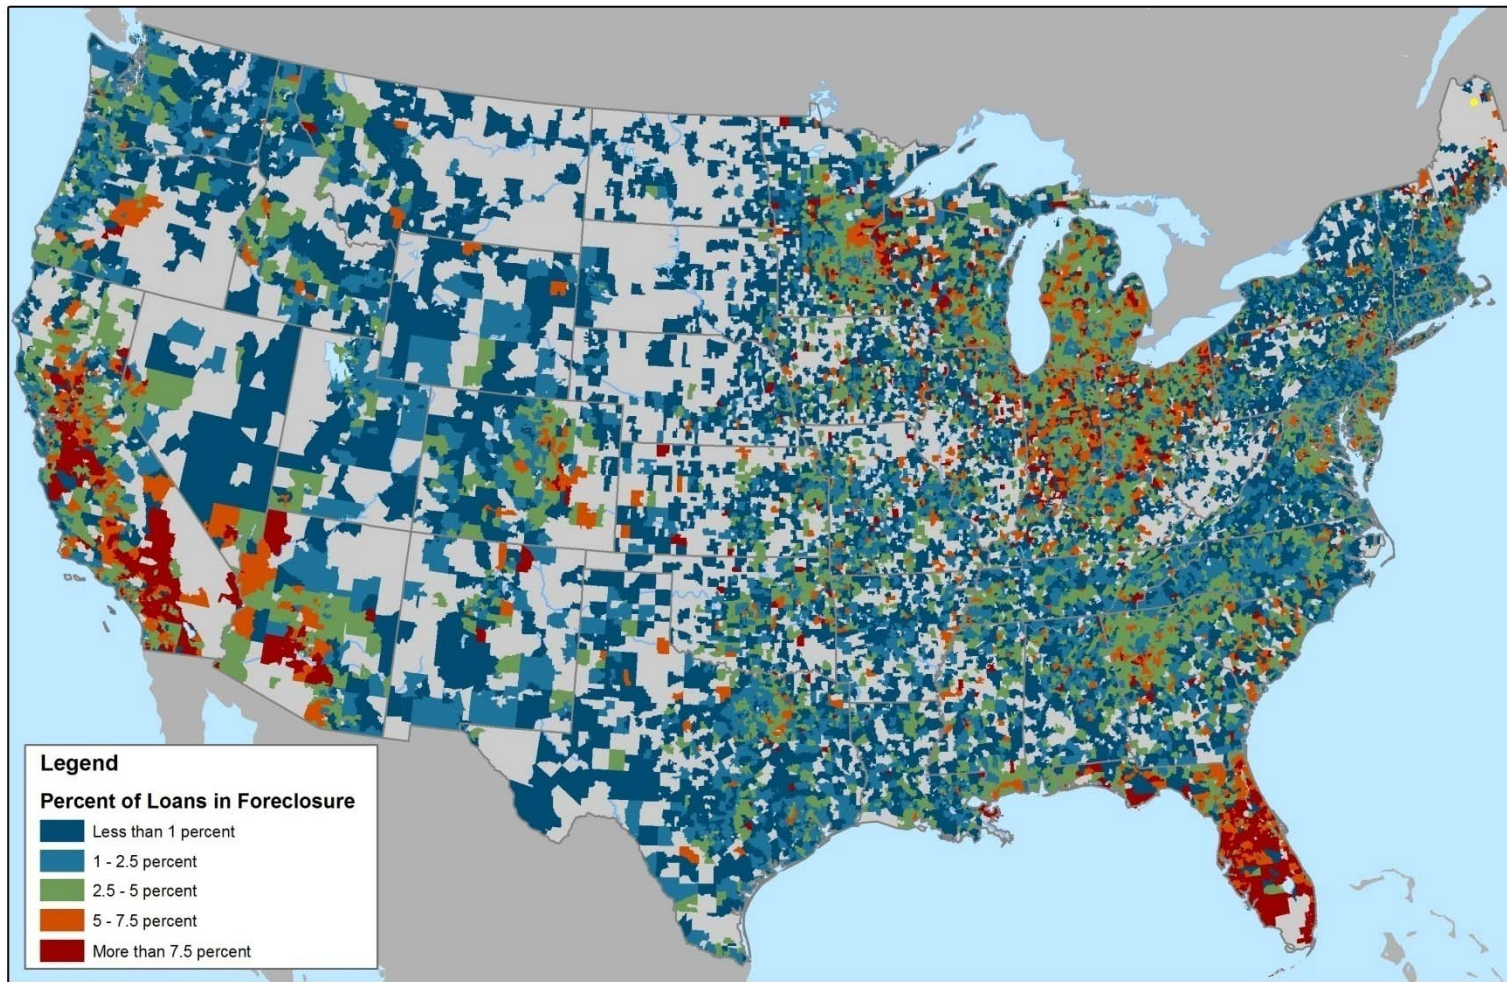 Legend
Percent of Loans in Foreclosure
Less than 1 percent
1 - 2.5 percent
2.5 - 5 percent
5 - 7.5 percent
More than 7.5 percent